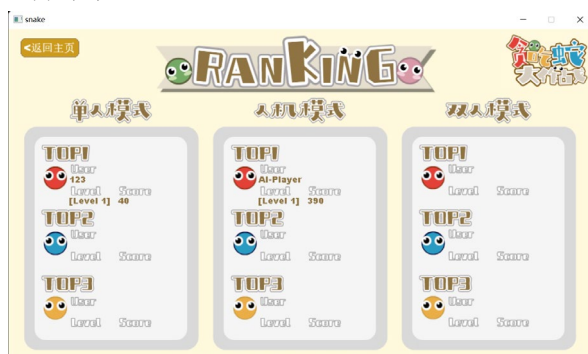 snake
<返回主页
RANKING
贪吃蛇
大作战
单人模式
人机模式
双人模式
TOP1
User
123
Level Score
[Level 1] 40
TOP2
User
Level Score
TOP3
User
Level Score
TOP1
User
AI-Player
Level Score
[Level 1] 390
TOP2
User
Level Score
TOP3
User
Level Score
TOP1
User
Level Score
TOP2
User
Level Score
TOP3
User
Level Score